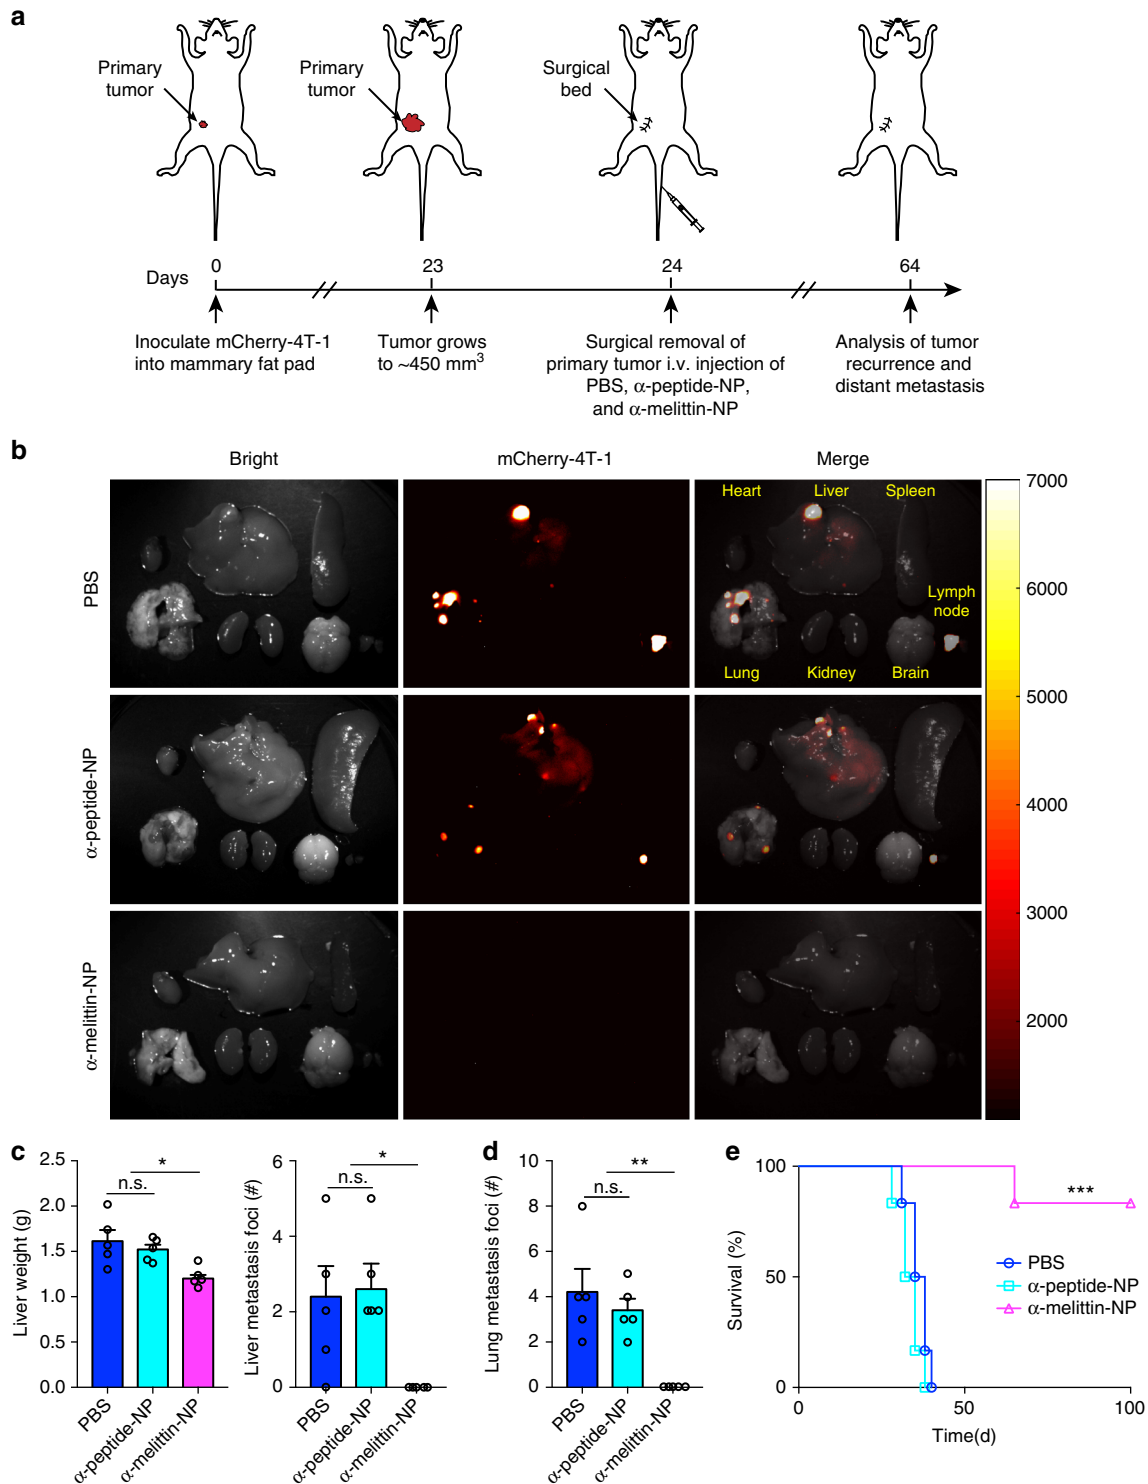 a
Primary
tumor
Primary
tumor
Surgical
bed
Days
0
23
24
64
Inoculate mCherry-4T-1
into mammary fat pad
Tumor grows
to ~450 mm³
Surgical removal of
primary tumor i.v. injection of
PBS, α-peptide-NP,
and α-melittin-NP
Analysis of tumor
recurrence and
distant metastasis
b
Bright
mCherry-4T-1
Merge
PBS
Heart
Liver
Spleen
Lymph
node
Lung
Kidney
Brain
α-peptide-NP
α-melittin-NP
7000
6000
5000
4000
3000
2000
c
Liver weight (g)
2.5
2.0
1.5
1.0
0.5
0.0
n.s.
*
PBS
α-peptide-NP
α-melittin-NP
Liver metastasis foci (#)
6
4
2
0
n.s.
*
PBS
α-peptide-NP
α-melittin-NP
d
Lung metastasis foci (#)
10
8
6
4
2
0
n.s.
**
PBS
α-peptide-NP
α-melittin-NP
e
Survival (%)
100
50
0
***
PBS
α-peptide-NP
α-melittin-NP
0
50
100
Time(d)